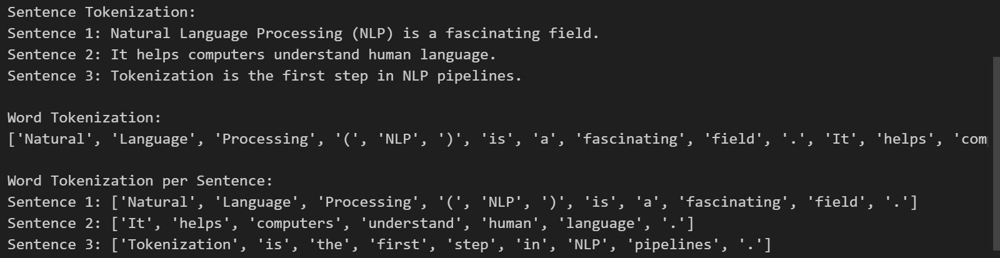 Sentence Tokenization:
Sentence 1: Natural Language Processing (NLP) is a fascinating field.
Sentence 2: It helps computers understand human language.
Sentence 3: Tokenization is the first step in NLP pipelines.
Word Tokenization:
['Natural', 'Language', 'Processing', '(', 'NLP', ')', 'is', 'a', 'fascinating', 'field', '.', 'It', 'helps', 'com
Word Tokenization per Sentence:
Sentence 1: ['Natural', 'Language', 'Processing', '(', 'NLP', ')', 'is', 'a', 'fascinating', 'field', '.']
Sentence 2: ['It', 'helps', 'computers', 'understand', 'human', 'language', '.']
Sentence 3: ['Tokenization', 'is', 'the', 'first', 'step', 'in', 'NLP', 'pipelines', '.']